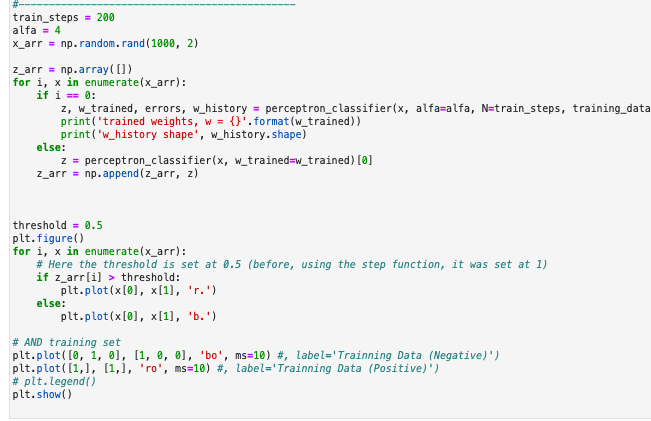 #----------------------------------------------
train_steps = 200
alfa = 4
x_arr = np.random.rand(1000, 2)

z_arr = np.array([])
for i, x in enumerate(x_arr):
    if i == 0:
        z, w_trained, errors, w_history = perceptron_classifier(x, alfa=alfa, N=train_steps, training_data
        print('trained weights, w = {}'.format(w_trained))
        print('w_history shape', w_history.shape)
    else:
        z = perceptron_classifier(x, w_trained=w_trained)[0]
    z_arr = np.append(z_arr, z)



threshold = 0.5
plt.figure()
for i, x in enumerate(x_arr):
    # Here the threshold is set at 0.5 (before, using the step function, it was set at 1)
    if z_arr[i] > threshold:
        plt.plot(x[0], x[1], 'r.')
    else:
        plt.plot(x[0], x[1], 'b.')

# AND training set
plt.plot([0, 1, 0], [1, 0, 0], 'bo', ms=10) #, label='Trainning Data (Negative)')
plt.plot([1,], [1,], 'ro', ms=10) #, label='Trainning Data (Positive)')
# plt.legend()
plt.show()